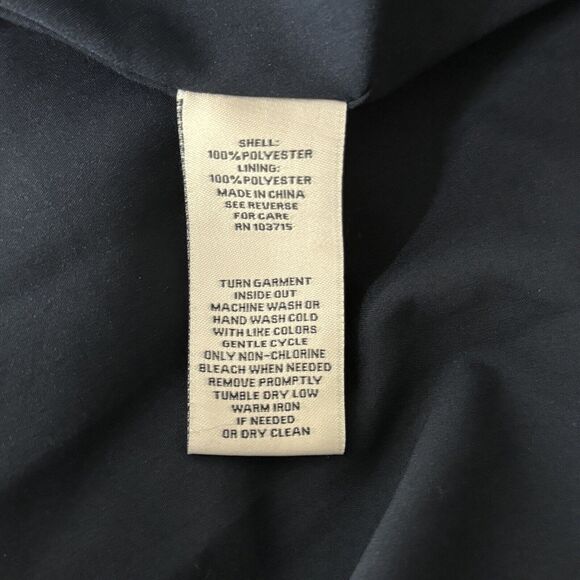 SHELL:
100% POLYESTER
LINING:
100% POLYESTER
MADE IN CHINA
SEE REVERSE
FOR CARE
RN 103715
TURN GARMENT
INSIDE OUT
MACHINE WASH OR
HAND WASH COLD
WITH LIKE COLORS
GENTLE CYCLE
ONLY NON-CHLORINE
BLEACH WHEN NEEDED
REMOVE PROMPTLY
TUMBLE DRY LOW
WARM IRON
IF NEEDED
OR DRY CLEAN